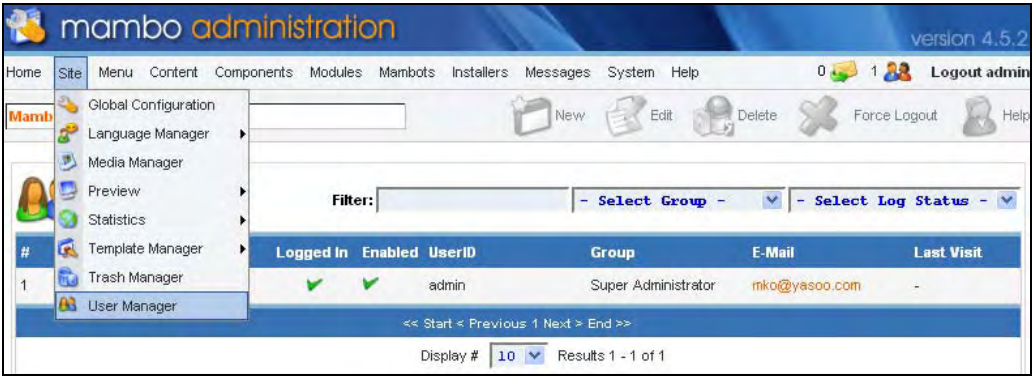 mambo administration
version 4.5.2
Home Site Menu Content Components Modules Mambots Installers Messages System Help 0 1 Logout admin
Mamb
New Edit Delete Force Logout Help
Global Configuration
Language Manager
Media Manager
Preview
Statistics
Template Manager
Trash Manager
User Manager
Filter: - Select Group - - Select Log Status -
# Logged In Enabled UserID Group E-Mail Last Visit
1 admin Super Administrator mko@yasoo.com -
<< Start < Previous 1 Next > End >>
Display # 10 Results 1 - 1 of 1